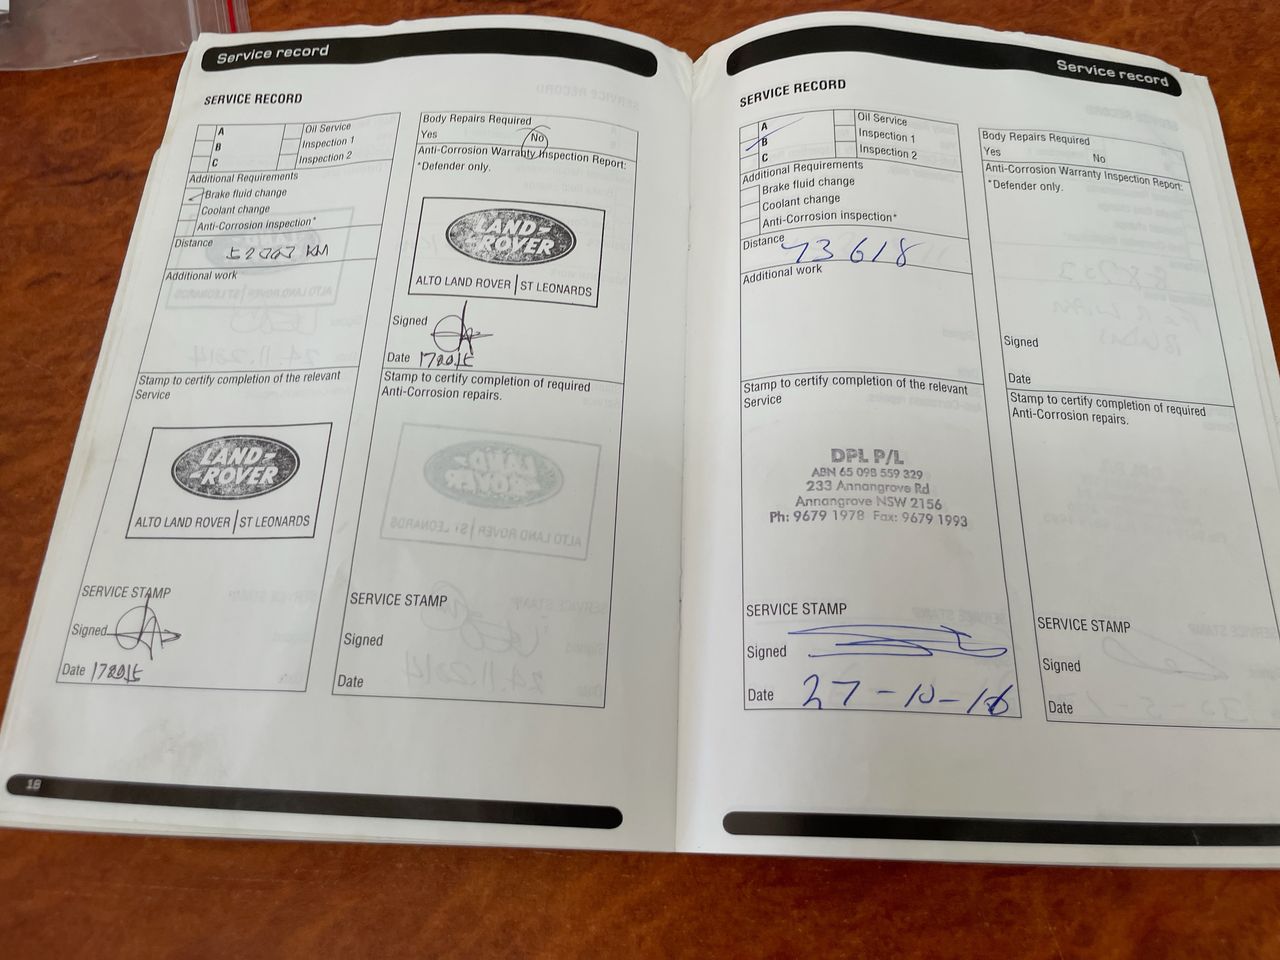 Service record
SERVICE RECORD
A
B
C
Oil Service
Inspection 1
Inspection 2
Additional Requirements
Brake fluid change
Coolant change
Anti-Corrosion inspection*
Distance
KM
Additional work
Stamp to certify completion of the relevant
Service
LAND-
-ROVER
ALTO LAND ROVER | ST LEONARDS
SERVICE STAMP
Signed
Date
Body Repairs Required
Yes No
Anti-Corrosion Warranty Inspection Report:
*Defender only.
LAND-
-ROVER
ALTO LAND ROVER | ST LEONARDS
Signed
Date
Stamp to certify completion of required
Anti-Corrosion repairs.
SERVICE STAMP
Signed
Date
18
Service record
SERVICE RECORD
A
B
C
Oil Service
Inspection 1
Inspection 2
Additional Requirements
Brake fluid change
Coolant change
Anti-Corrosion inspection*
Distance 73618
Additional work
Stamp to certify completion of the relevant
Service
DPL P/L
ABN 65 098 559 329
233 Annangrove Rd
Annangrove NSW 2156
Ph: 9679 1978 Fax: 9679 1993
SERVICE STAMP
Signed
Date 27-10-16
Body Repairs Required
Yes No
Anti-Corrosion Warranty Inspection Report:
*Defender only.
Signed
Date
Stamp to certify completion of required
Anti-Corrosion repairs.
SERVICE STAMP
Signed
Date